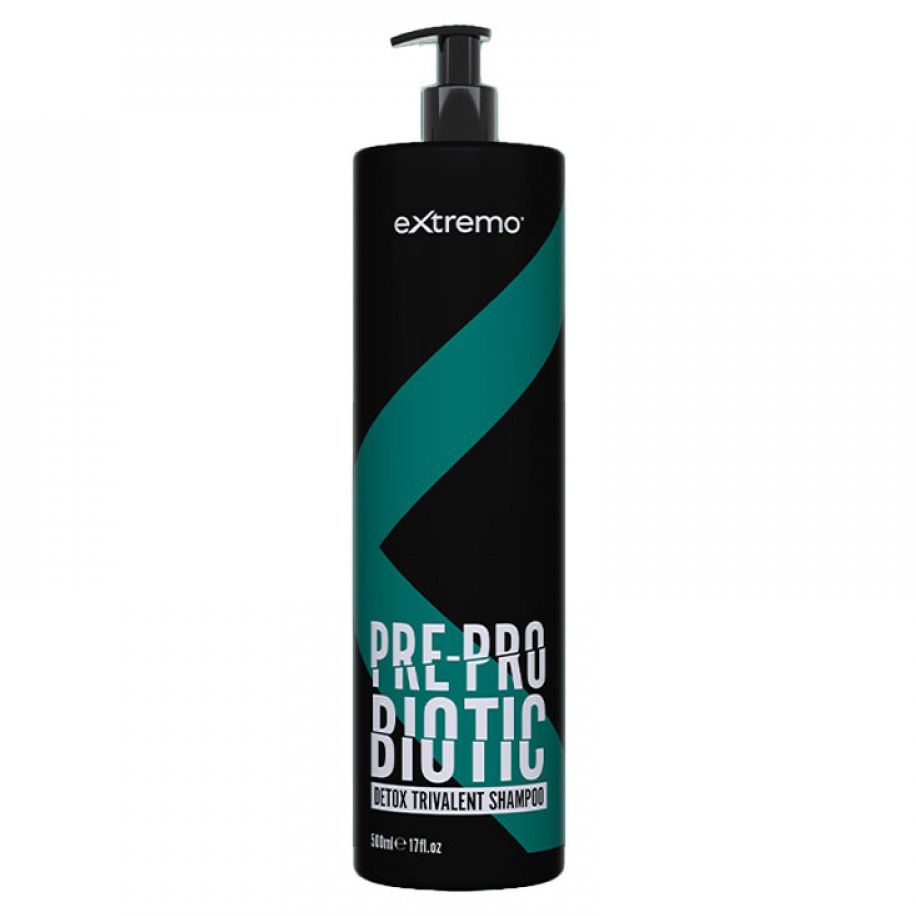 extremo
PRE-PRO
BIOTIC
DETOX TRIVALENT SHAMPOO
500ml ℮ 17fl.oz